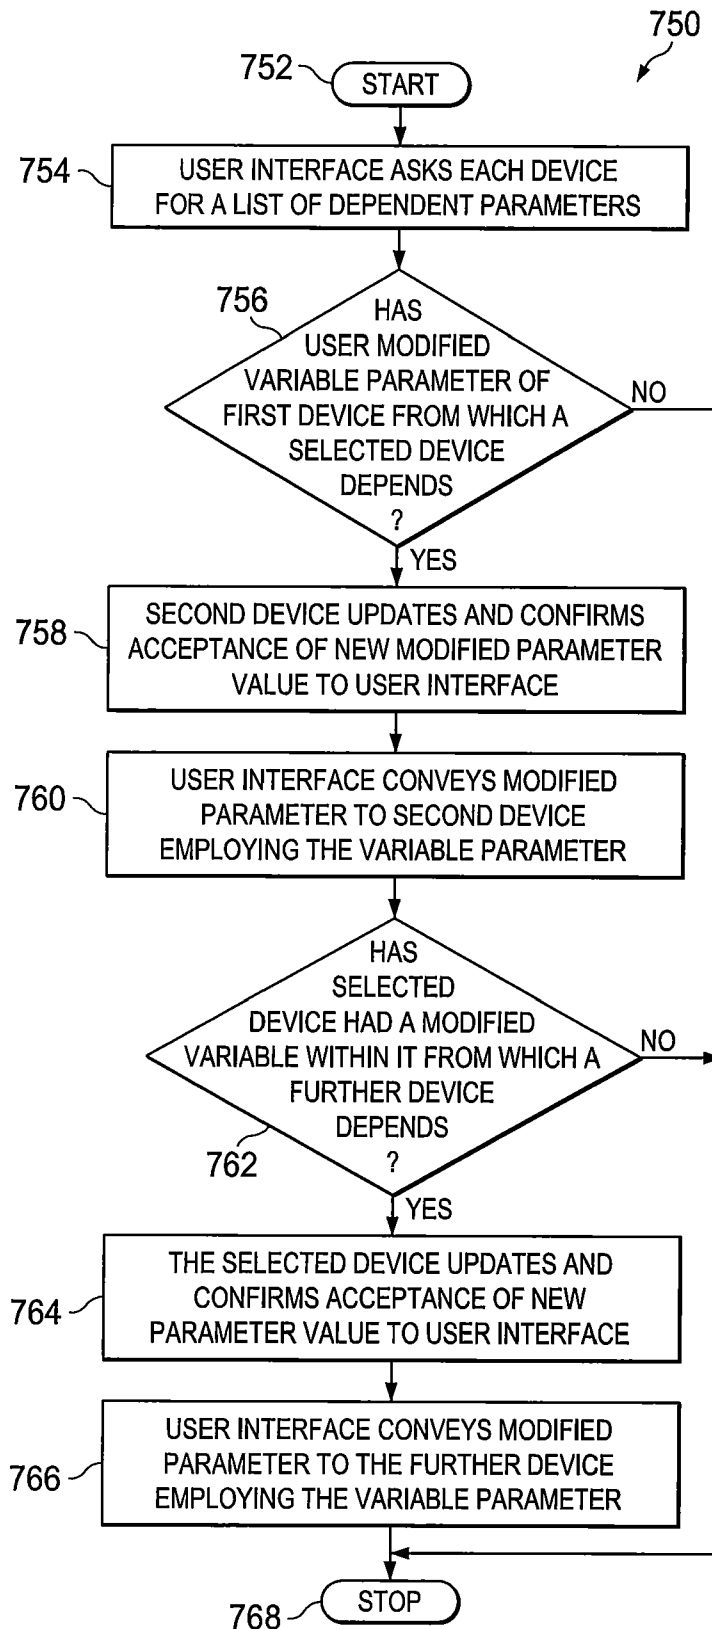 750
752
START
754
USER INTERFACE ASKS EACH DEVICE
FOR A LIST OF DEPENDENT PARAMETERS
756
HAS
USER MODIFIED
VARIABLE PARAMETER OF
FIRST DEVICE FROM WHICH A
SELECTED DEVICE
DEPENDS
?
NO
YES
758
SECOND DEVICE UPDATES AND CONFIRMS
ACCEPTANCE OF NEW MODIFIED PARAMETER
VALUE TO USER INTERFACE
760
USER INTERFACE CONVEYS MODIFIED
PARAMETER TO SECOND DEVICE
EMPLOYING THE VARIABLE PARAMETER
HAS
SELECTED
DEVICE HAD A MODIFIED
VARIABLE WITHIN IT FROM WHICH A
FURTHER DEVICE
DEPENDS
?
NO
762
YES
764
THE SELECTED DEVICE UPDATES AND
CONFIRMS ACCEPTANCE OF NEW
PARAMETER VALUE TO USER INTERFACE
766
USER INTERFACE CONVEYS MODIFIED
PARAMETER TO THE FURTHER DEVICE
EMPLOYING THE VARIABLE PARAMETER
768
STOP